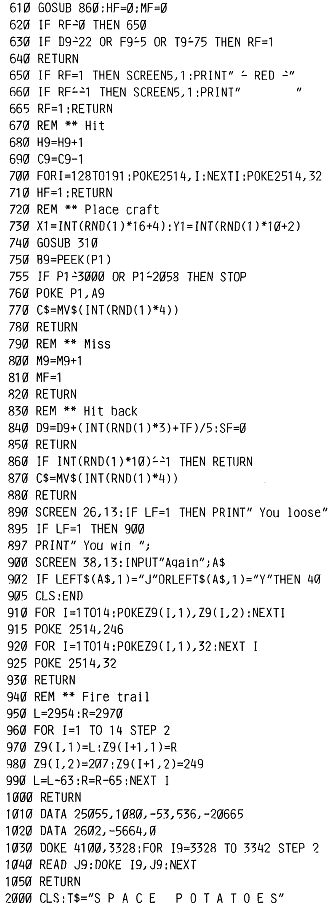 610 GOSUB 860:HF=0:MF=0
620 IF RF=0 THEN 650
630 IF D9>22 OR F9<5 OR T9>75 THEN RF=1
640 RETURN
650 IF RF=1 THEN SCREEN5,1:PRINT" - RED -"
660 IF RF=-1 THEN SCREEN5,1:PRINT"        "
665 RF=1:RETURN
670 REM ** Hit
680 H9=H9+1
690 C9=C9-1
700 FORI=128TO191:POKE2514,I:NEXTI:POKE2514,32
710 HF=1:RETURN
720 REM ** Place craft
730 X1=INT(RND(1)*16+4):Y1=INT(RND(1)*10+2)
740 GOSUB 310
750 B9=PEEK(P1)
755 IF P1>3000 OR P1<2058 THEN STOP
760 POKE P1,A9
770 C$=MV$(INT(RND(1)*4))
780 RETURN
790 REM ** Miss
800 M9=M9+1
810 MF=1
820 RETURN
830 REM ** Hit back
840 D9=D9+(INT(RND(1)*3)+TF)/5:SF=0
850 RETURN
860 IF INT(RND(1)*10)>1 THEN RETURN
870 C$=MV$(INT(RND(1)*4))
880 RETURN
890 SCREEN 26,13:IF LF=1 THEN PRINT" You loose"
895 IF LF=1 THEN 900
897 PRINT" You win ";
900 SCREEN 38,13:INPUT"Again";A$
902 IF LEFT$(A$,1)="J"ORLEFT$(A$,1)="Y"THEN 40
905 CLS:END
910 FOR I=1TO14:POKEZ9(I,1),Z9(I,2):NEXTI
915 POKE 2514,246
920 FOR I=1TO14:POKEZ9(I,1),32:NEXT I
925 POKE 2514,32
930 RETURN
940 REM ** Fire trail
950 L=2954:R=2970
960 FOR I=1 TO 14 STEP 2
970 Z9(I,1)=L:Z9(I+1,1)=R
980 Z9(I,2)=207:Z9(I+1,2)=249
990 L=L-63:R=R-65:NEXT I
1000 RETURN
1010 DATA 25055,1080,-53,536,-20665
1020 DATA 2602,-5664,0
1030 DOKE 4100,3328:FOR I9=3328 TO 3342 STEP 2
1040 READ J9:DOKE I9,J9:NEXT
1050 RETURN
2000 CLS:T$="S P A C E   P O T A T O E S"